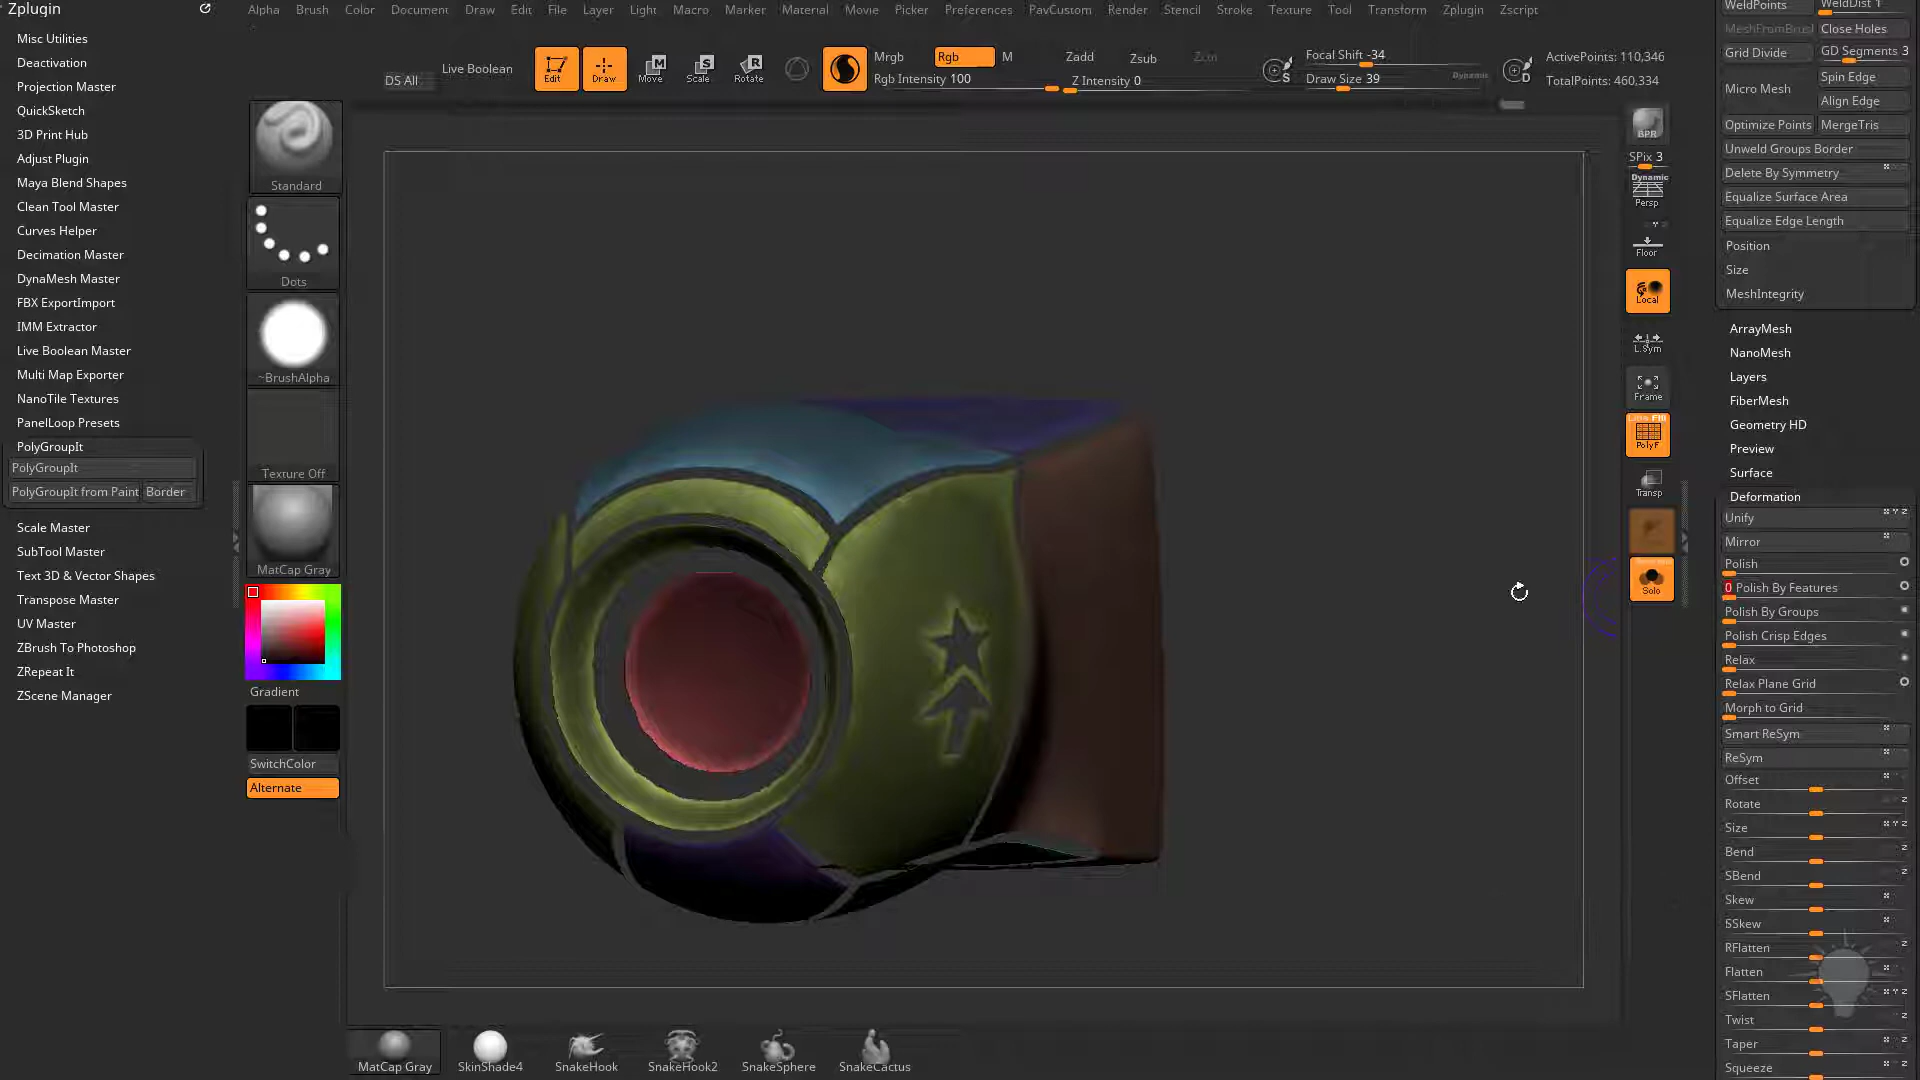 Zplugin
Misc Utilities
Deactivation
Projection Master
QuickSketch
3D Print Hub
Adjust Plugin
Maya Blend Shapes
Clean Tool Master
Curves Helper
Decimation Master
DynaMesh Master
FBX ExportImport
IMM Extractor
Live Boolean Master
Multi Map Exporter
NanoTile Textures
PanelLoop Presets
PolyGroupIt
PolyGroupIt
PolyGroupIt from Paint Border
Scale Master
SubTool Master
Text 3D & Vector Shapes
Transpose Master
UV Master
ZBrush To Photoshop
ZRepeat It
ZScene Manager
Alpha Brush Color Document Draw Edit File Layer Light Macro Marker Material Movie Picker Preferences PavCustom Render Stencil Stroke Texture Tool Transform Zplugin Zscript
DS All
Live Boolean
Edit
Draw
Move
Scale
Rotate
Mrgb Rgb M
Rgb Intensity 100
Zadd Zsub Zcut
Z Intensity 0
Focal Shift -34
Draw Size 39
Dynamic
ActivePoints: 110,346
TotalPoints: 460,334
Standard
Dots
~BrushAlpha
Texture Off
MatCap Gray
Gradient
SwitchColor
Alternate
BPR
SPix 3
Dynamic
Persp
Floor
Local
L.Sym
Frame
Line Fill
PolyF
Transp
Solo
WeldPoints WeldDist 1
MeshFromBrush Close Holes
Grid Divide GD Segments 3
Micro Mesh
Spin Edge
Align Edge
Optimize Points MergeTris
Unweld Groups Border
Delete By Symmetry
Equalize Surface Area
Equalize Edge Length
Position
Size
MeshIntegrity
ArrayMesh
NanoMesh
Layers
FiberMesh
Geometry HD
Preview
Surface
Deformation
Unify
Mirror
Polish
0 Polish By Features
Polish By Groups
Polish Crisp Edges
Relax
Relax Plane Grid
Morph to Grid
Smart ReSym
ReSym
Offset
Rotate
Size
Bend
SBend
Skew
SSkew
RFlatten
Flatten
SFlatten
Twist
Taper
Squeeze
MatCap Gray
SkinShade4
SnakeHook
SnakeHook2
SnakeSphere
SnakeCactus